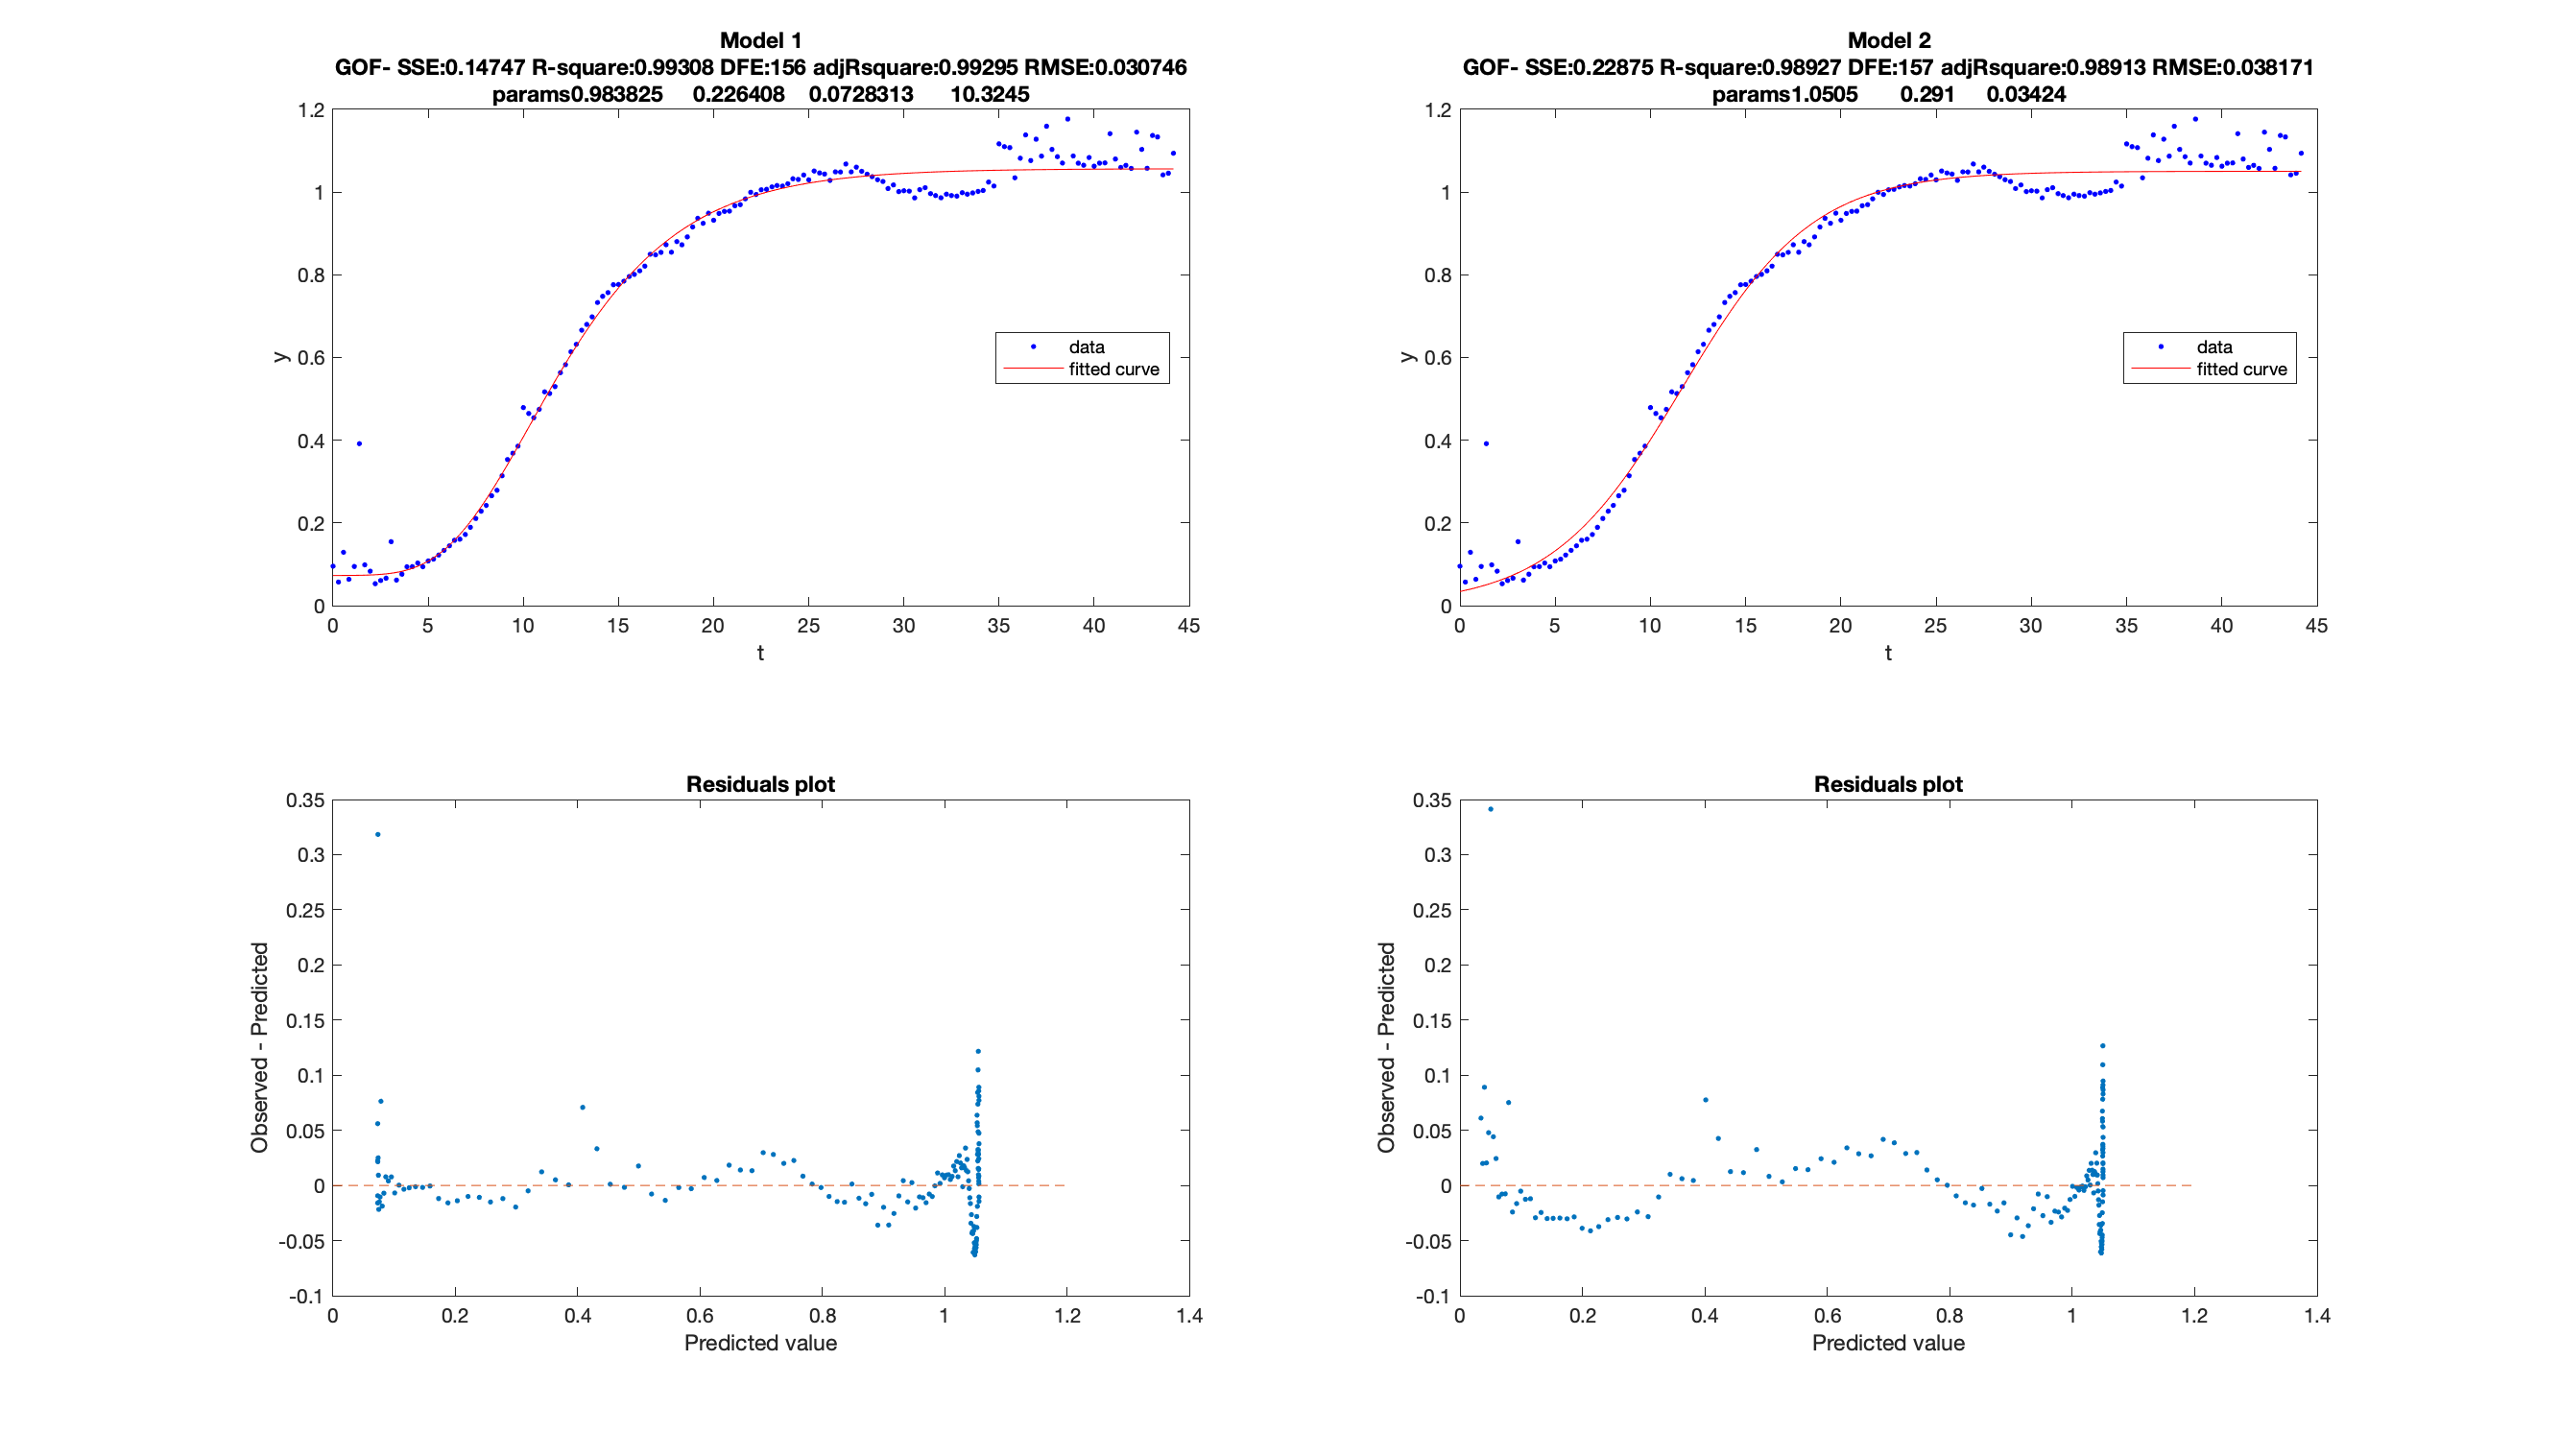 Model 1
GOF- SSE:0.14747 R-square:0.99308 DFE:156 adjRsquare:0.99295 RMSE:0.030746
params0.983825 0.226408 0.0728313 10.3245
1.2
1
0.8
0.6
0.4
0.2
0
y
data
fitted curve
0 5 10 15 20 25 30 35 40 45
t
Model 2
GOF- SSE:0.22875 R-square:0.98927 DFE:157 adjRsquare:0.98913 RMSE:0.038171
params1.0505 0.291 0.03424
1.2
1
0.8
0.6
0.4
0.2
0
y
data
fitted curve
0 5 10 15 20 25 30 35 40 45
t
Residuals plot
0.35
0.3
0.25
0.2
0.15
0.1
0.05
0
-0.05
-0.1
Observed - Predicted
0 0.2 0.4 0.6 0.8 1 1.2 1.4
Predicted value
Residuals plot
0.35
0.3
0.25
0.2
0.15
0.1
0.05
0
-0.05
-0.1
Observed - Predicted
0 0.2 0.4 0.6 0.8 1 1.2 1.4
Predicted value